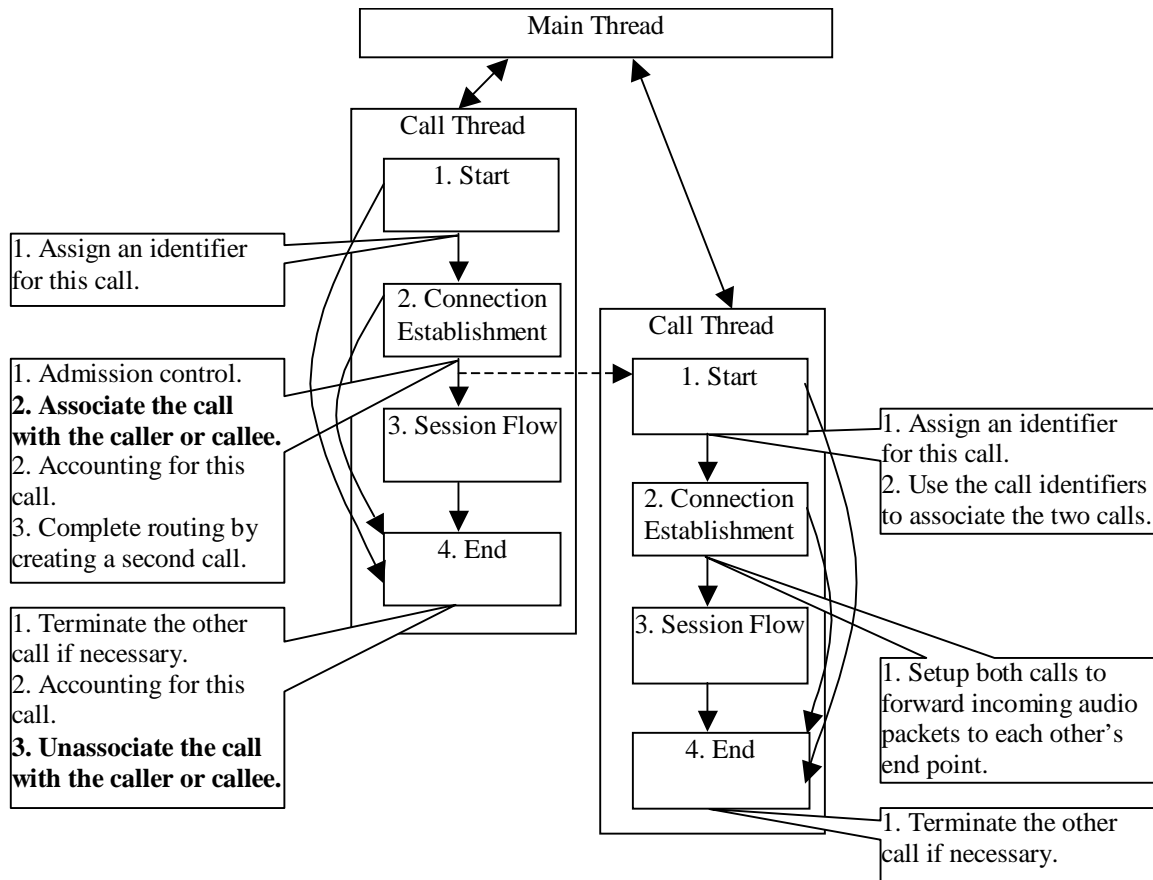 Main Thread
Call Thread
1. Start
1. Assign an identifier
for this call.
2. Connection
Establishment
1. Admission control.
2. Associate the call
with the caller or callee.
2. Accounting for this
call.
3. Complete routing by
creating a second call.
3. Session Flow
4. End
1. Terminate the other
call if necessary.
2. Accounting for this
call.
3. Unassociate the call
with the caller or callee.
Call Thread
1. Start
1. Assign an identifier
for this call.
2. Use the call identifiers
to associate the two calls.
2. Connection
Establishment
3. Session Flow
1. Setup both calls to
forward incoming audio
packets to each other’s
end point.
4. End
1. Terminate the other
call if necessary.